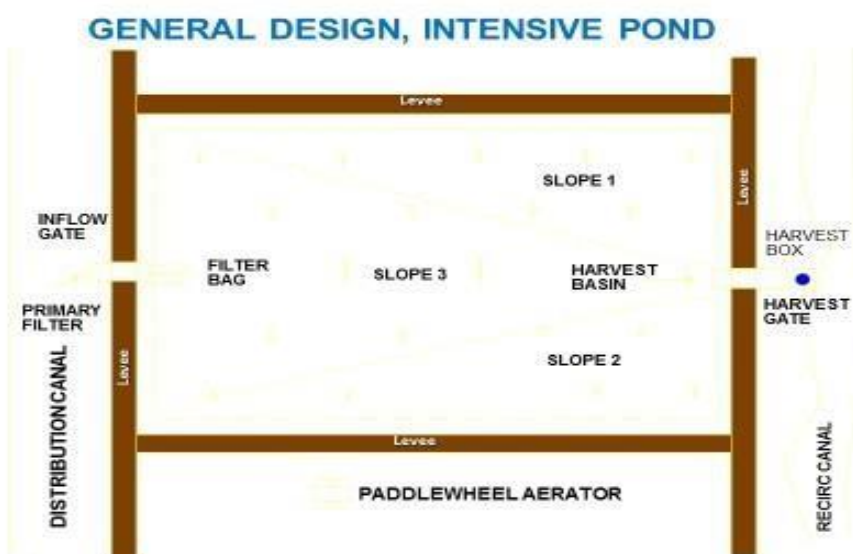 GENERAL DESIGN, INTENSIVE POND
Levee
SLOPE 1
Levee
INFLOW
GATE
HARVEST
BOX
FILTER
BAG
SLOPE 3
HARVEST
BASIN
PRIMARY
FILTER
HARVEST
GATE
SLOPE 2
Levee
DISTRIBUTION CANAL
Levee
RECIRC CANAL
PADDLEWHEEL AERATOR